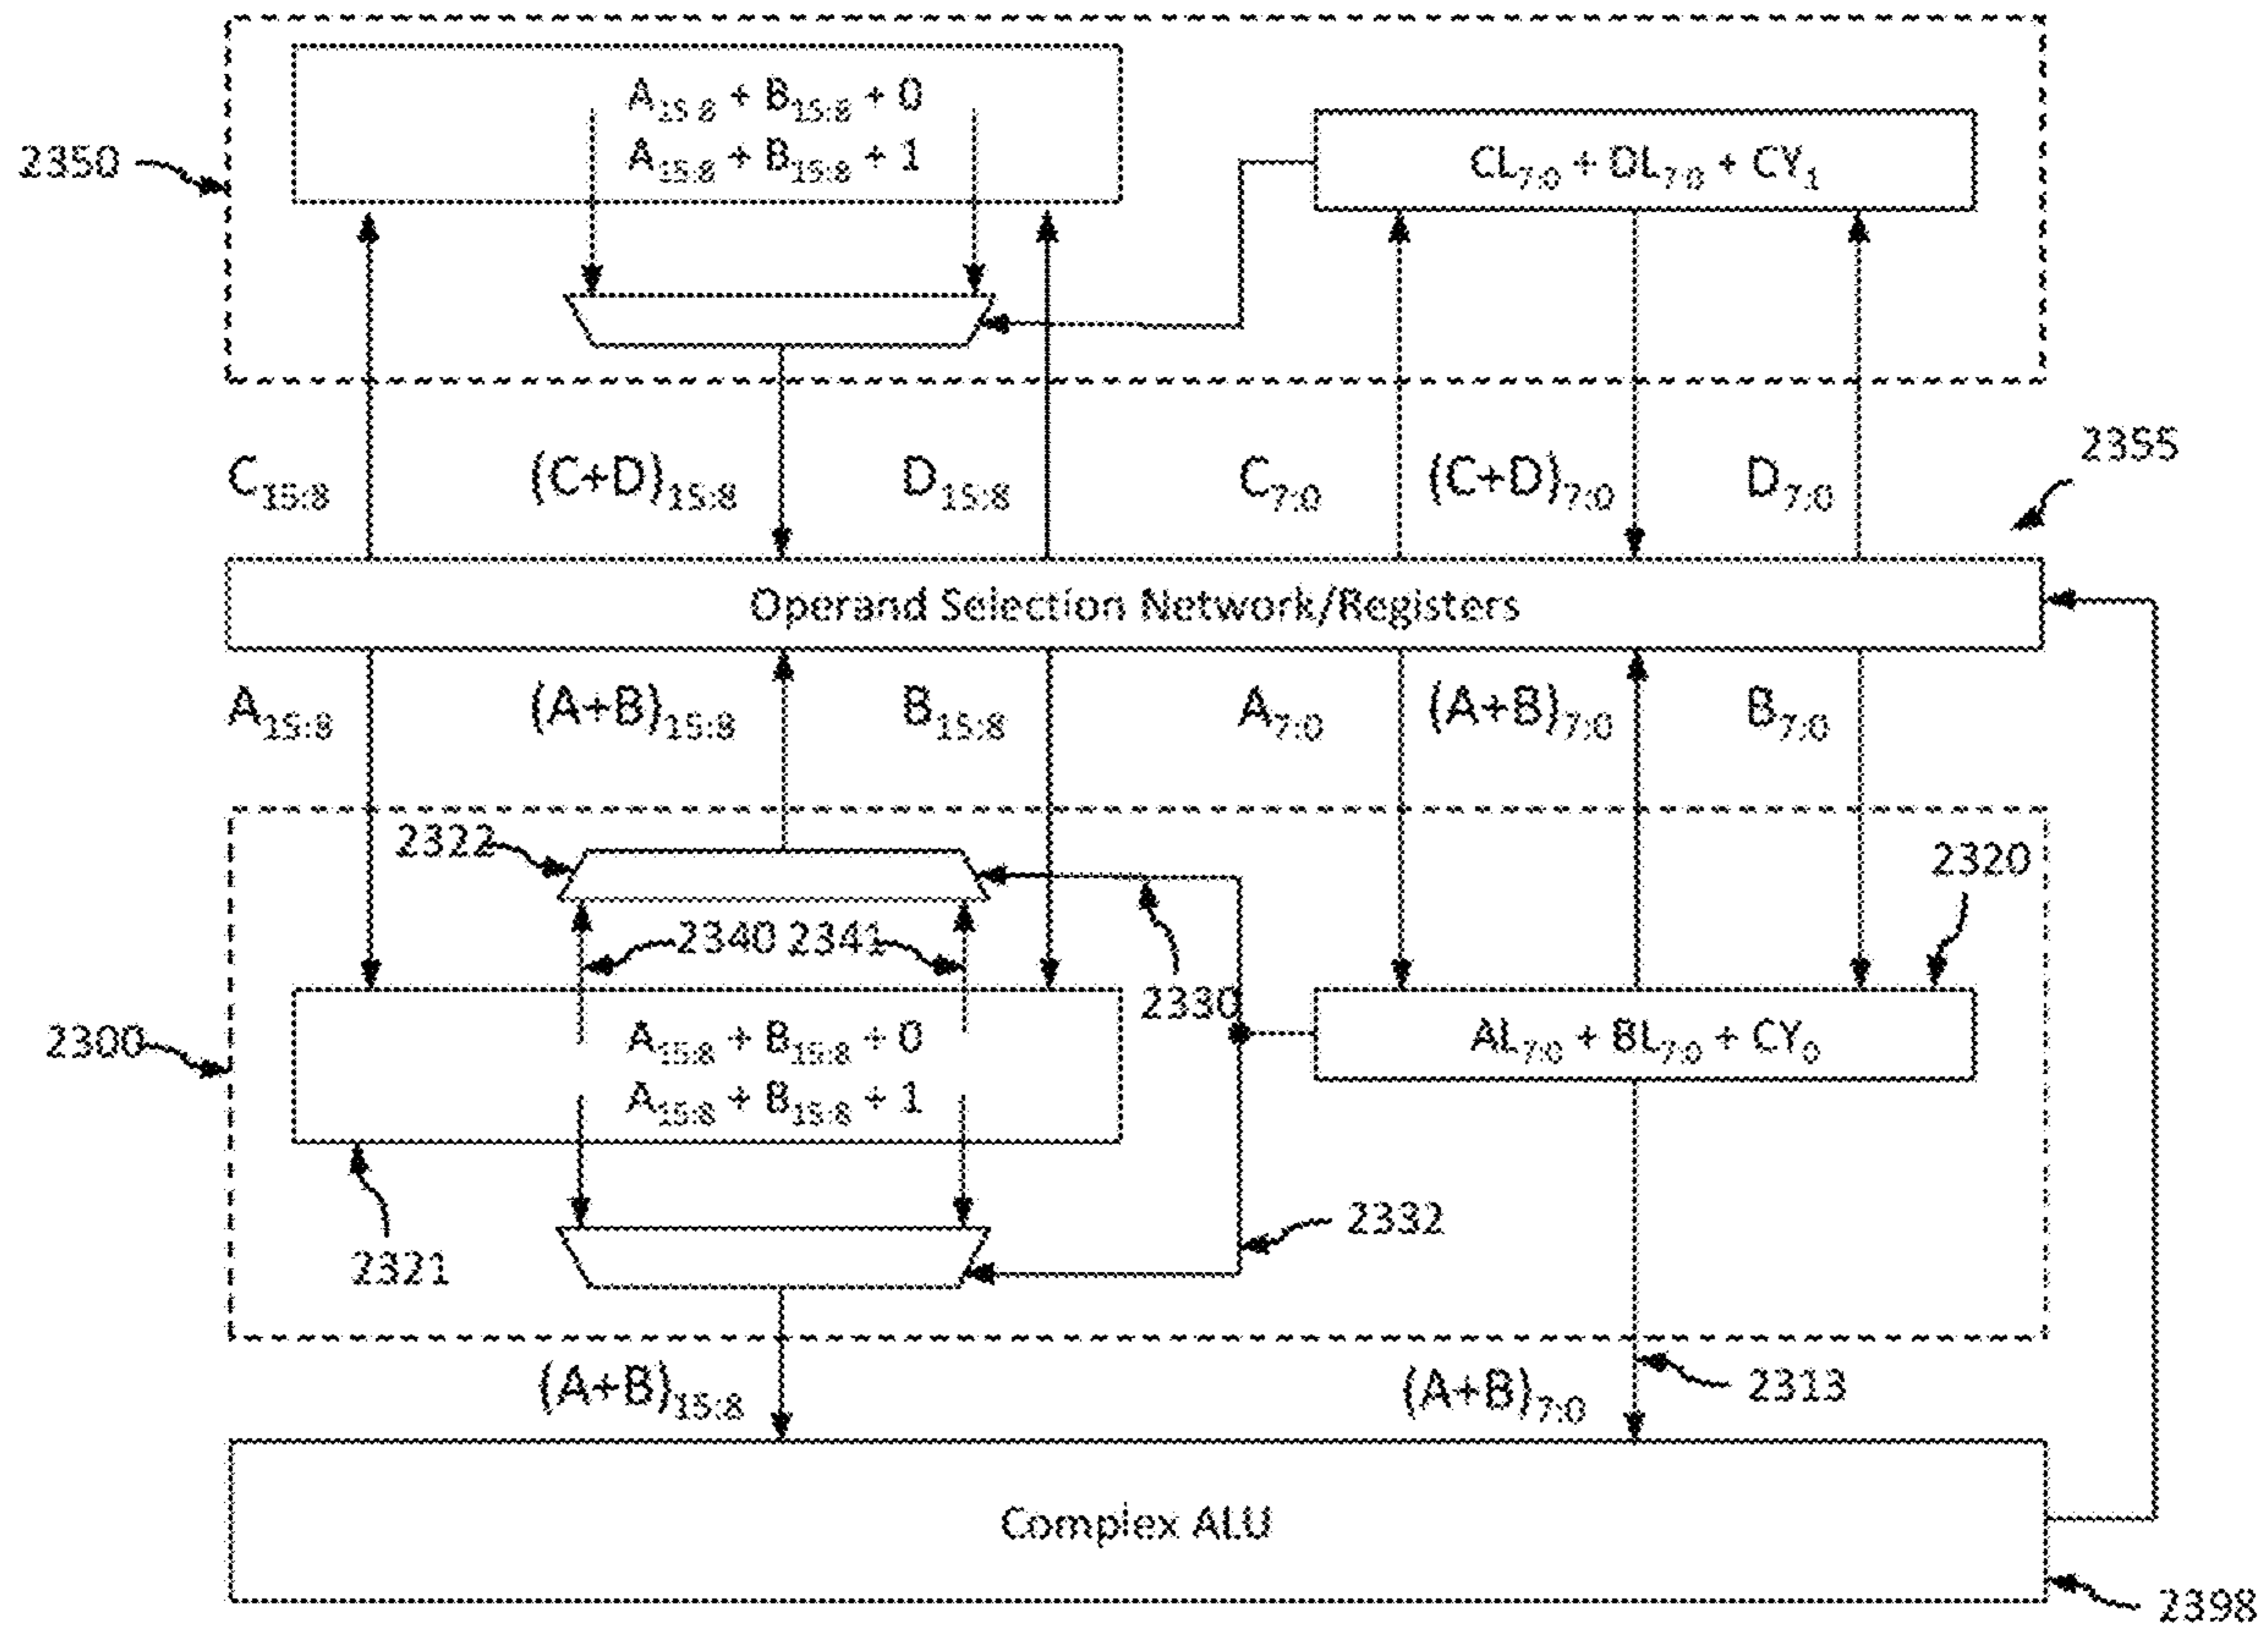 A15:8 + B15:8 + 0
A15:8 + B15:8 + 1
CL7:0 + DL7:0 + CY1
2350
C15:8
(C+D)15:8
D15:8
C7:0
(C+D)7:0
D7:0
2355
Operand Selection Network/Registers
A15:8
(A+B)15:8
B15:8
A7:0
(A+B)7:0
B7:0
2322
2320
2340 2341
2330
2300
A15:8 + B15:8 + 0
A15:8 + B15:8 + 1
AL7:0 + BL7:0 + CY0
2332
2321
(A+B)15:8
(A+B)7:0
2313
Complex ALU
2398